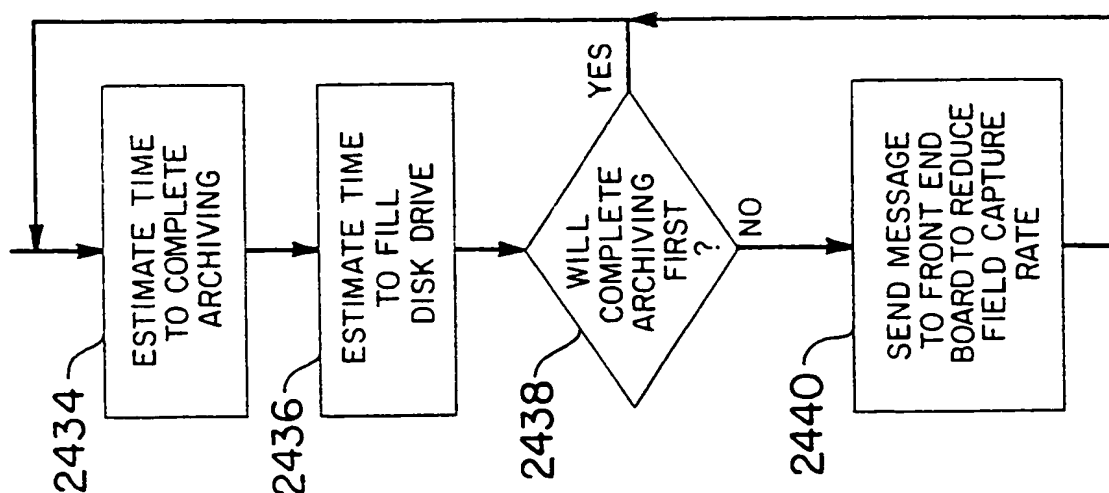 2434
ESTIMATE TIME
TO COMPLETE
ARCHIVING
2436
ESTIMATE TIME
TO FILL
DISK DRIVE
2438
WILL
COMPLETE
ARCHIVING
FIRST
?
YES
NO
2440
SEND MESSAGE
TO FRONT END
BOARD TO REDUCE
FIELD CAPTURE
RATE